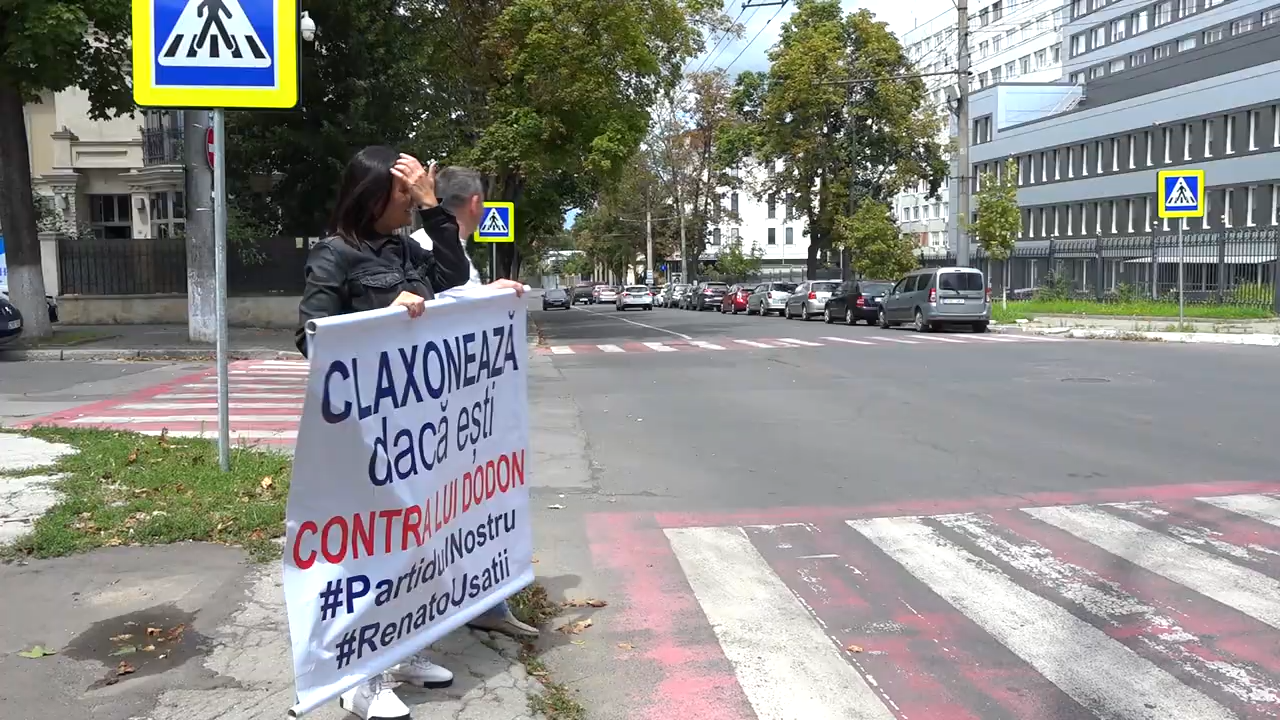 CLAXONEAZĂ
dacă ești
CONTRA LUI DODON
#PartidulNostru
#RenatoUsatii